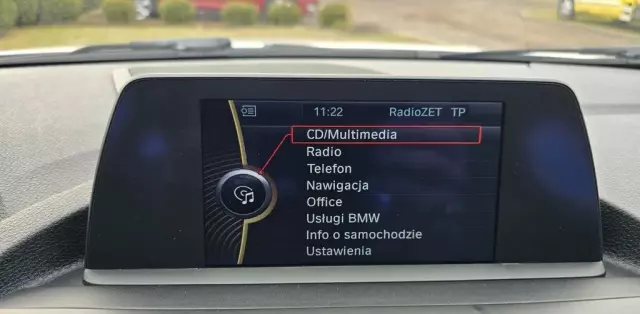 11:22 RadioZET TP
CD/Multimedia
Radio
Telefon
Nawigacja
Office
Usługi BMW
Info o samochodzie
Ustawienia